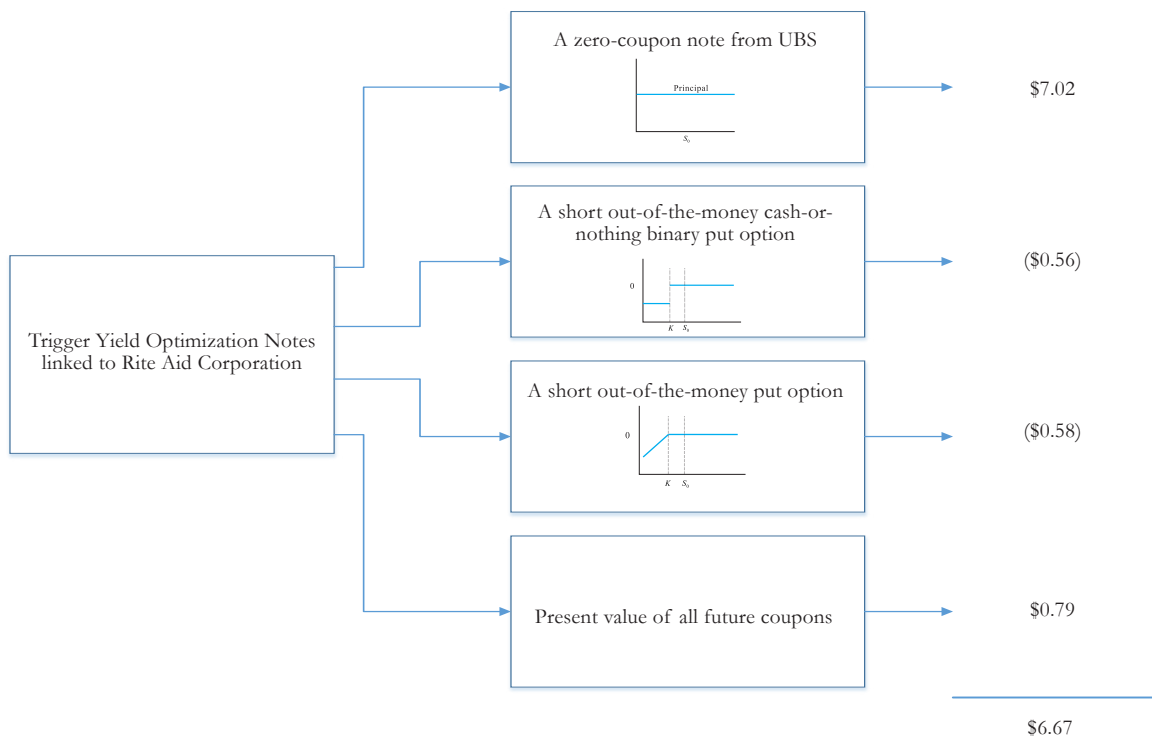 A zero-coupon note from UBS
Principal
S₀
$7.02
A short out-of-the-money cash-or-
nothing binary put option
0
K S₀
($0.56)
Trigger Yield Optimization Notes
linked to Rite Aid Corporation
A short out-of-the-money put option
0
K S₀
($0.58)
Present value of all future coupons
$0.79
$6.67